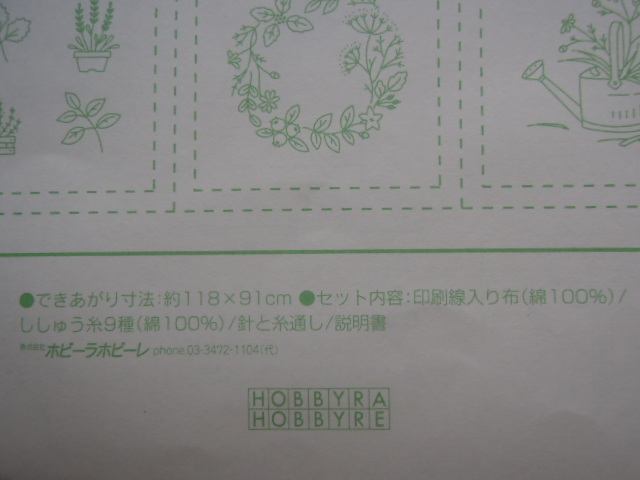 ●できあがり寸法:約118×91cm ●セット内容:印刷線入り布(綿100%)/
ししゅう糸9種(綿100%)/針と糸通し/説明書
株式会社 ホビーラホビーレ phone.03-3472-1104(代)
HOBBYRA
HOBBYRE